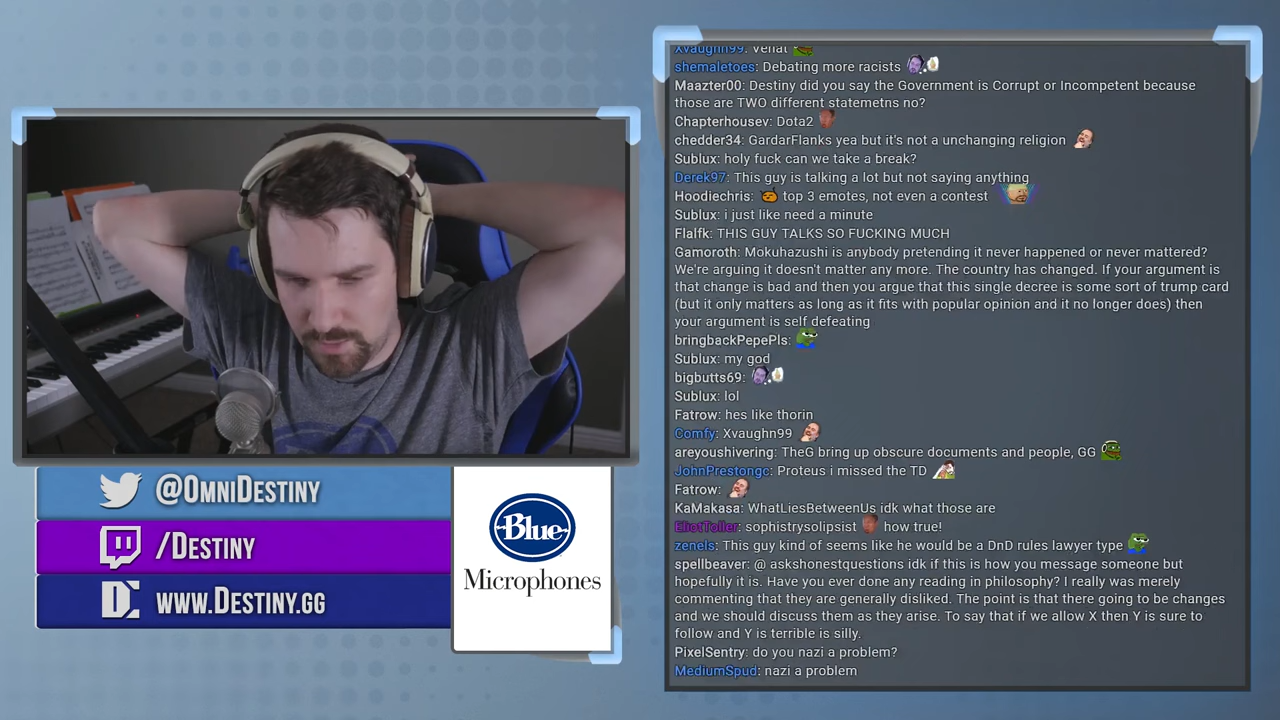 Xvaughn99: Venat
shemaletoes: Debating more racists
Maazter00: Destiny did you say the Government is Corrupt or Incompetent because
those are TWO different statemetns no?
Chapterhousev: Dota2
chedder34: GardarFlanks yea but it's not a unchanging religion
Sublux: holy fuck can we take a break?
Derek97: This guy is talking a lot but not saying anything
Hoodiechris: top 3 emotes, not even a contest
Sublux: i just like need a minute
Flalfk: THIS GUY TALKS SO FUCKING MUCH
Gamoroth: Mokuhazushi is anybody pretending it never happened or never mattered?
We're arguing it doesn't matter any more. The country has changed. If your argument is
that change is bad and then you argue that this single decree is some sort of trump card
(but it only matters as long as it fits with popular opinion and it no longer does) then
your argument is self defeating
bringbackPepePls:
Sublux: my god
bigbutts69:
Sublux: lol
Fatrow: hes like thorin
Comfy: Xvaughn99
areyoushivering: TheG bring up obscure documents and people, GG
JohnPrestongc: Proteus i missed the TD
Fatrow:
KaMakasa: WhatLiesBetweenUs idk what those are
EliotToller: sophistrysolipsist how true!
zeneis: This guy kind of seems like he would be a DnD rules lawyer type
spellbeaver: @ askshonestquestions idk if this is how you message someone but
hopefully it is. Have you ever done any reading in philosophy? I really was merely
commenting that they are generally disliked. The point is that there going to be changes
and we should discuss them as they arise. To say that if we allow X then Y is sure to
follow and Y is terrible is silly.
PixelSentry: do you nazi a problem?
MediumSpud: nazi a problem
@OmniDestiny
/Destiny
www.Destiny.gg
Blue
Microphones